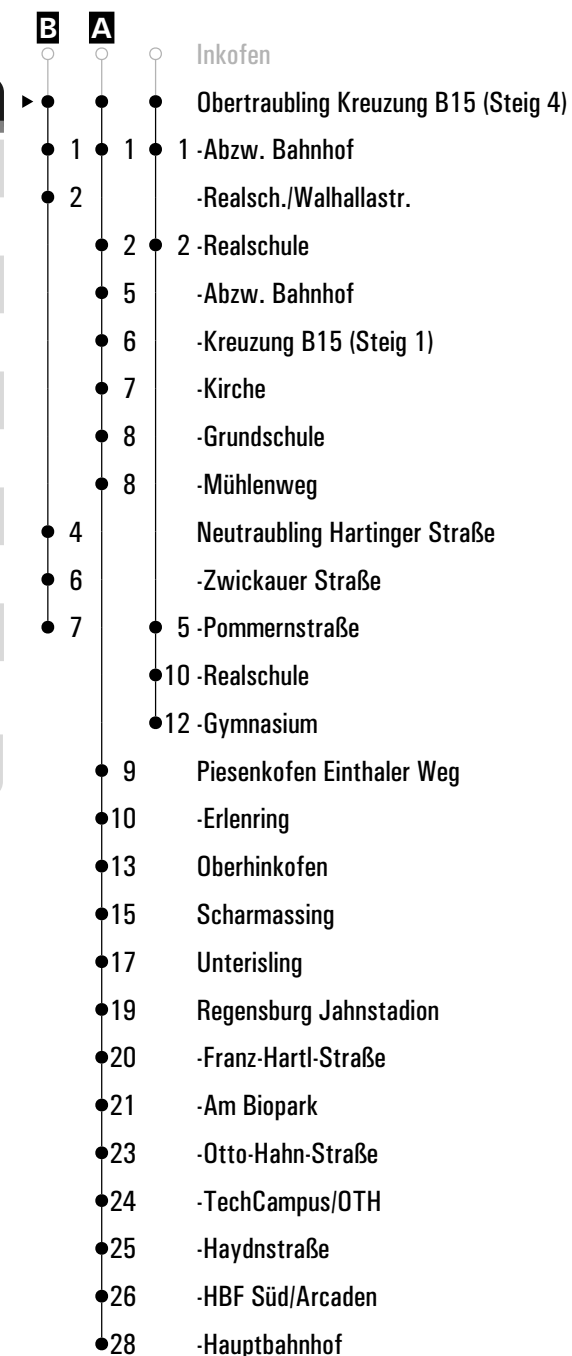 B A
Inkofen
Obertraubling Kreuzung B15 (Steig 4)
1 1 1 -Abzw. Bahnhof
2 -Realsch./Walhallastr.
2 2 -Realschule
5 -Abzw. Bahnhof
6 -Kreuzung B15 (Steig 1)
7 -Kirche
8 -Grundschule
8 -Mühlenweg
4 Neutraubling Hartinger Straße
6 -Zwickauer Straße
7 5 -Pommernstraße
10 -Realschule
12 -Gymnasium
9 Piesenkofen Einthaler Weg
10 -Erlenring
13 Oberhinkofen
15 Scharmassing
17 Unterisling
19 Regensburg Jahnstadion
20 -Franz-Hartl-Straße
21 -Am Biopark
23 -Otto-Hahn-Straße
24 -TechCampus/OTH
25 -Haydnstraße
26 -HBF Süd/Arcaden
28 -Hauptbahnhof